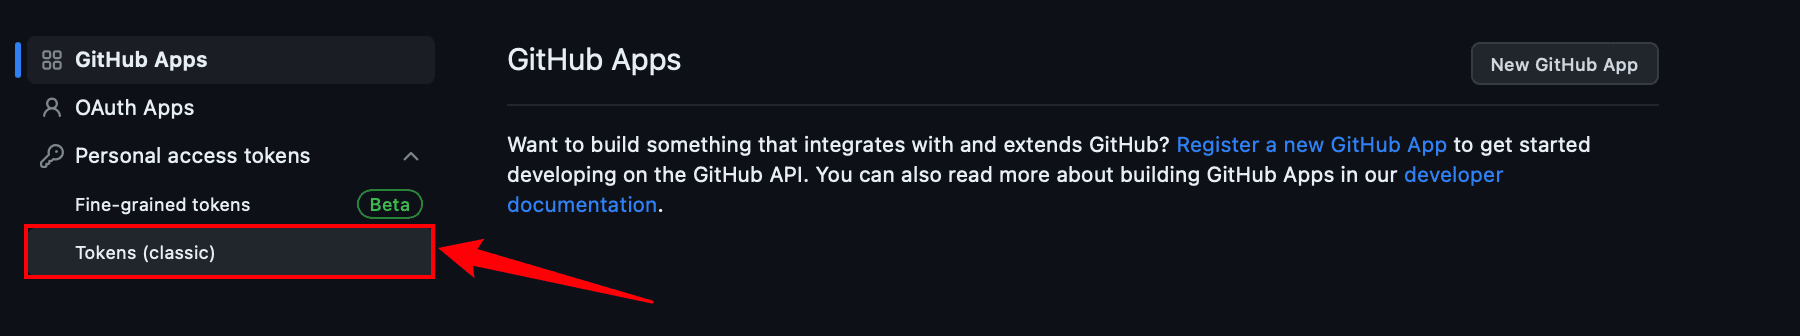 GitHub Apps
OAuth Apps
Personal access tokens
Fine-grained tokens Beta
Tokens (classic)
GitHub Apps
New GitHub App
Want to build something that integrates with and extends GitHub? Register a new GitHub App to get started
developing on the GitHub API. You can also read more about building GitHub Apps in our developer
documentation.